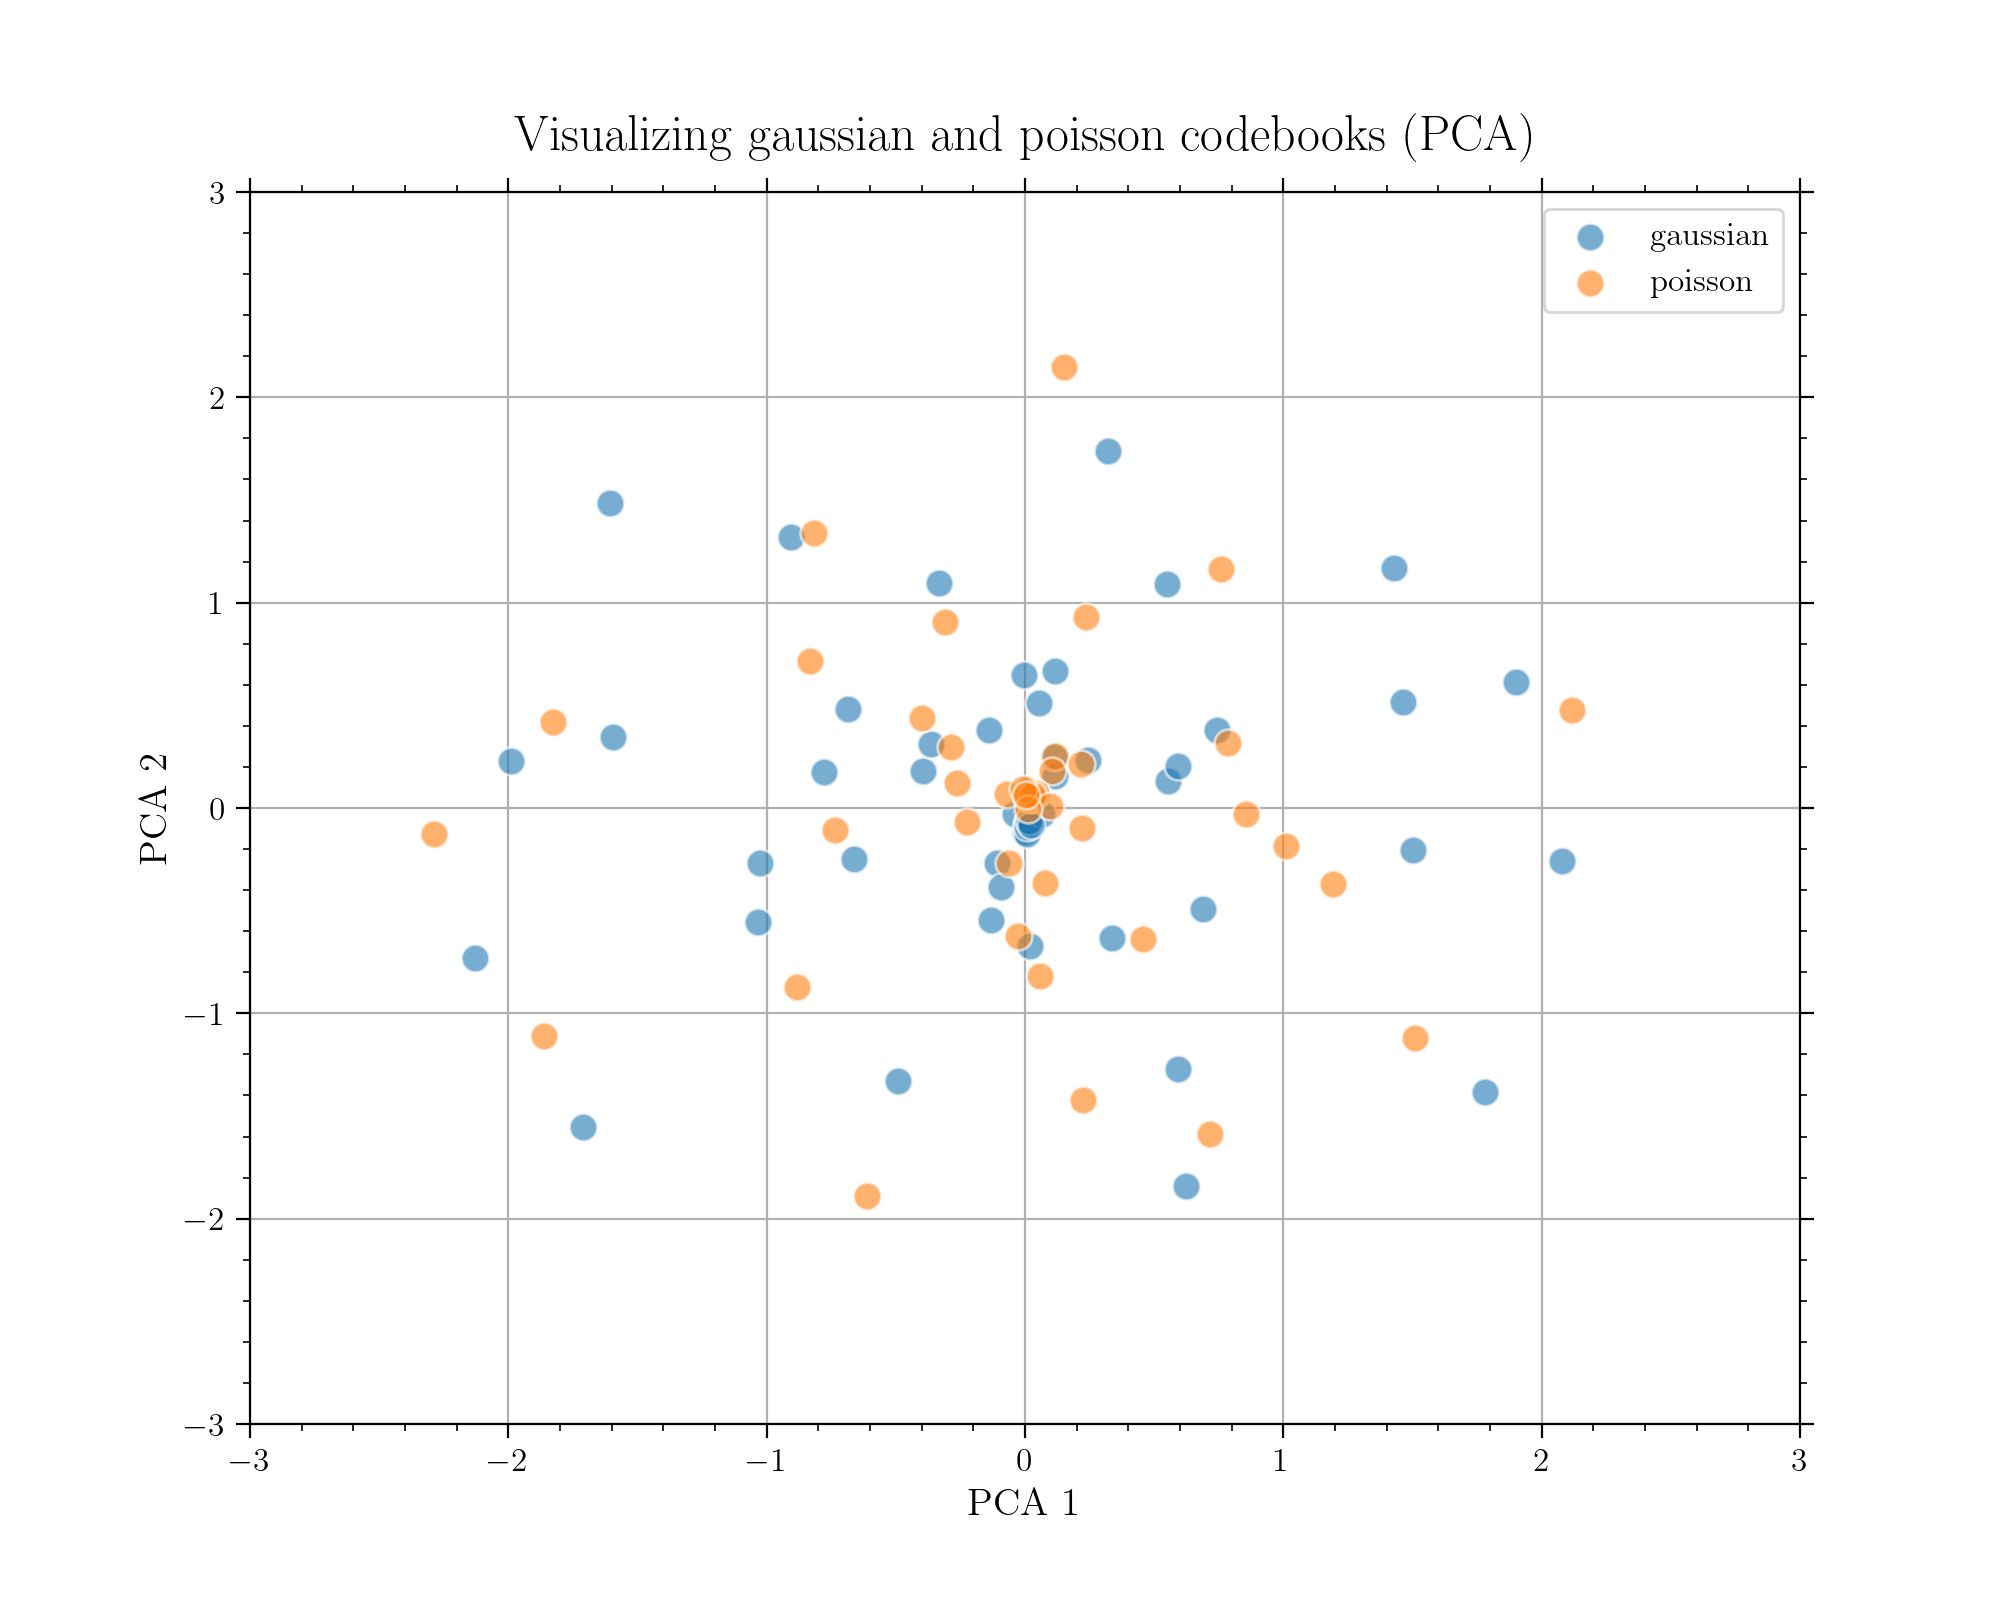 Visualizing gaussian and poisson codebooks (PCA)
gaussian
poisson
PCA 2
3
2
1
0
−1
−2
−3
−3
−2
−1
0
1
2
3
PCA 1